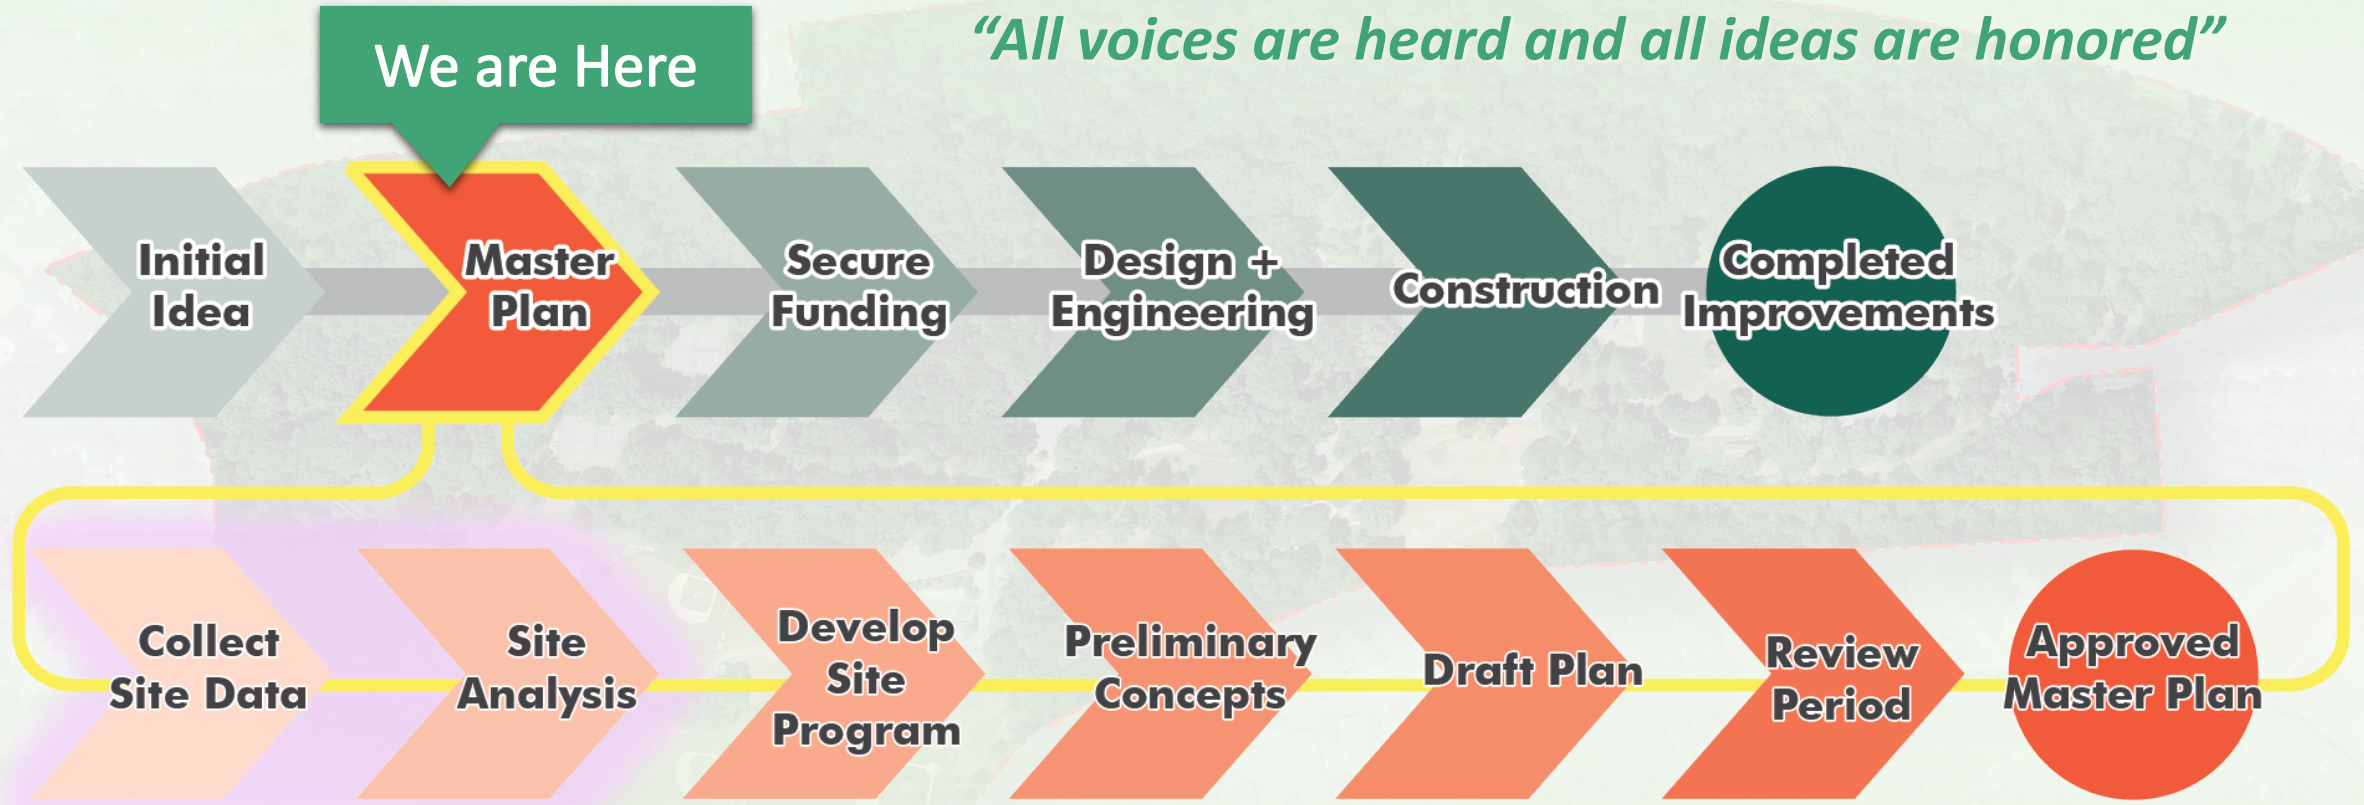 We are Here
“All voices are heard and all ideas are honored”
Initial
Idea
Master
Plan
Secure
Funding
Design +
Engineering
Construction
Completed
Improvements
Collect
Site Data
Site
Analysis
Develop
Site
Program
Preliminary
Concepts
Draft Plan
Review
Period
Approved
Master Plan